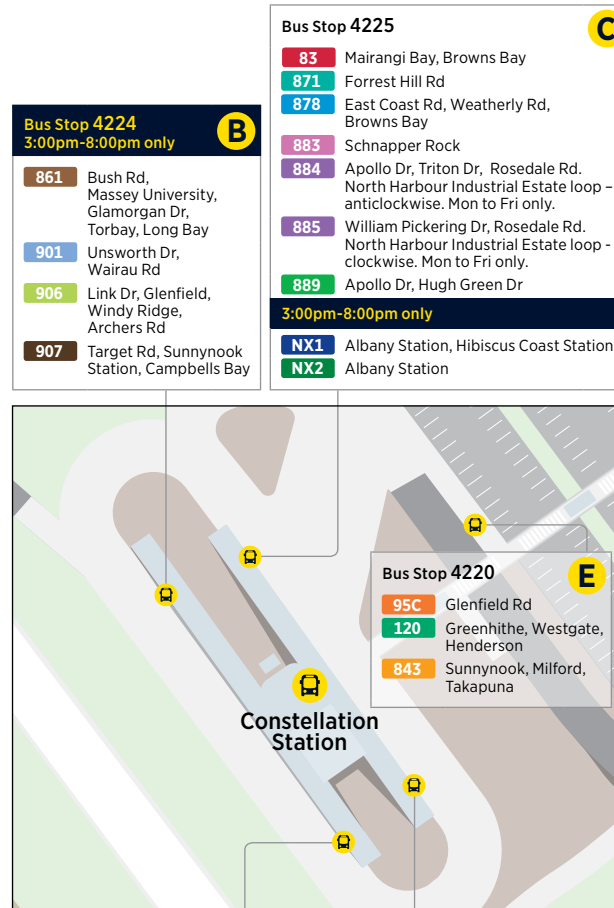 Bus Stop 4224
3:00pm-8:00pm only
B
861 Bush Rd,
Massey University,
Glamorgan Dr,
Torbay, Long Bay
901 Unsworth Dr,
Wairau Rd
906 Link Dr, Glenfield,
Windy Ridge,
Archers Rd
907 Target Rd, Sunnynook
Station, Campbells Bay
Bus Stop 4225
C
83 Mairangi Bay, Browns Bay
871 Forrest Hill Rd
878 East Coast Rd, Weatherly Rd,
Browns Bay
883 Schnapper Rock
884 Apollo Dr, Triton Dr, Rosedale Rd.
North Harbour Industrial Estate loop –
anticlockwise. Mon to Fri only.
885 William Pickering Dr, Rosedale Rd.
North Harbour Industrial Estate loop -
clockwise. Mon to Fri only.
889 Apollo Dr, Hugh Green Dr
3:00pm-8:00pm only
NX1 Albany Station, Hibiscus Coast Station
NX2 Albany Station
Bus Stop 4220
E
95C Glenfield Rd
120 Greenhithe, Westgate,
Henderson
843 Sunnynook, Milford,
Takapuna
Constellation
Station